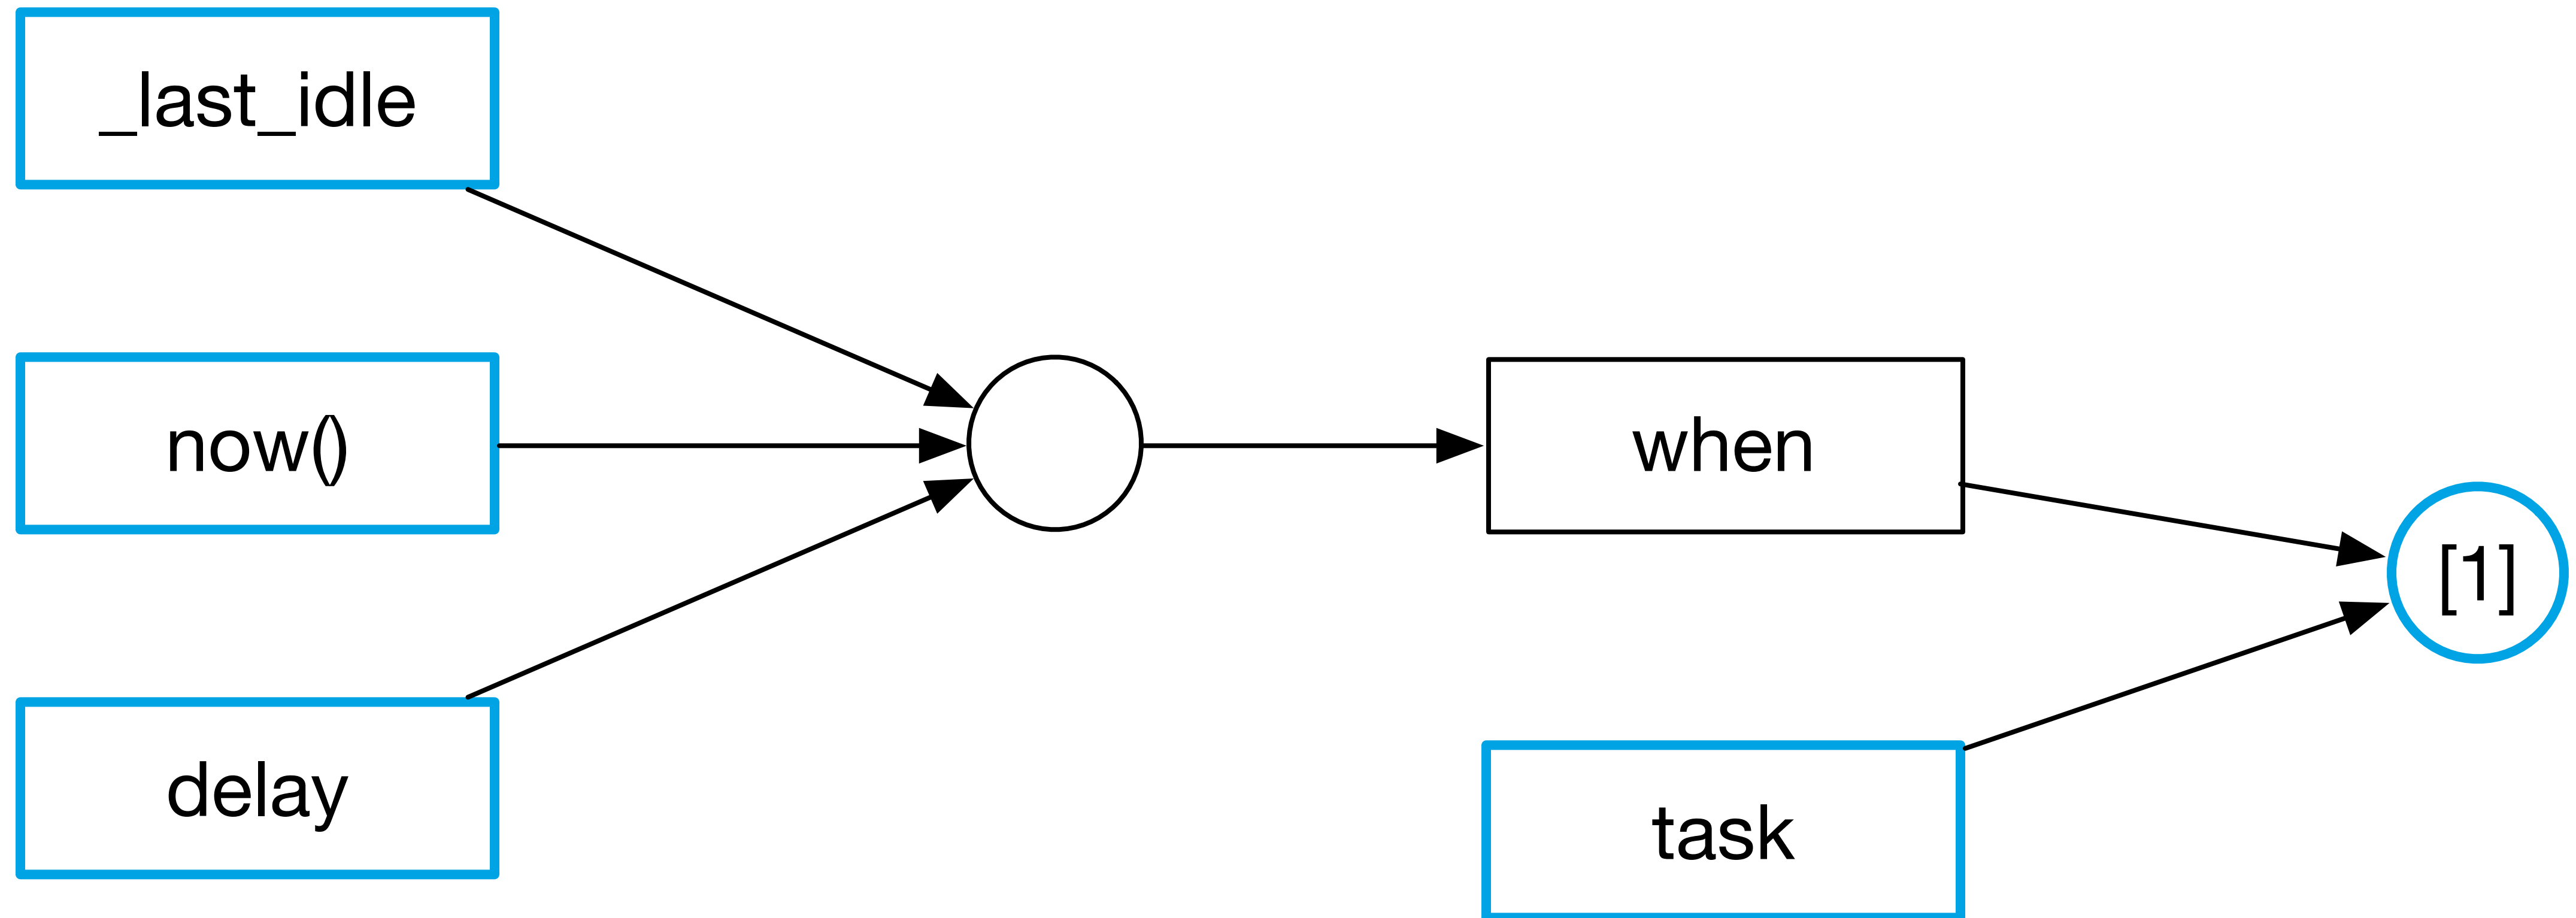 _last_idle
now()
delay
when
task
[1]